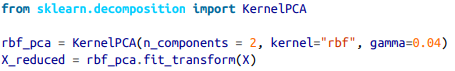 from sklearn.decomposition import KernelPCA
rbf_pca = KernelPCA(n_components = 2, kernel="rbf", gamma=0.04)
X_reduced = rbf_pca.fit_transform(X)